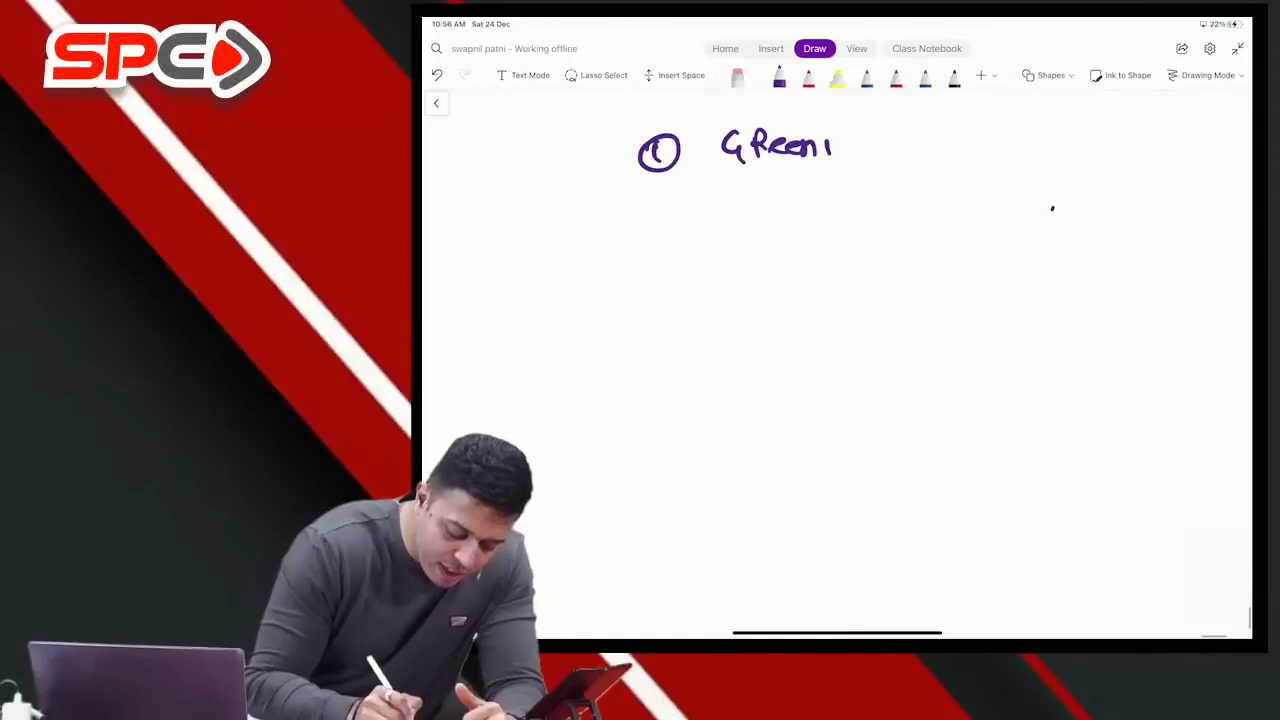 SPC
10:56 AM Sat 24 Dec
22%
swapnil patni - Working offline
Home Insert Draw View Class Notebook
Text Mode Lasso Select Insert Space Shapes Ink to Shape Drawing Mode
1 GReen